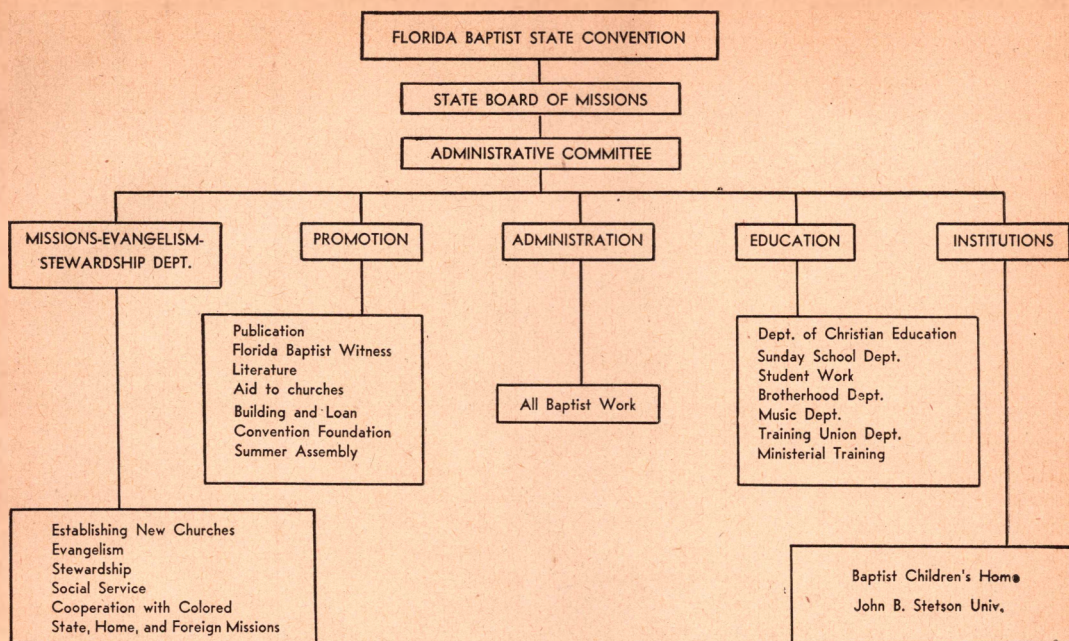 FLORIDA BAPTIST STATE CONVENTION
STATE BOARD OF MISSIONS
ADMINISTRATIVE COMMITTEE
MISSIONS-EVANGELISM-
STEWARDSHIP DEPT.
PROMOTION
ADMINISTRATION
EDUCATION
INSTITUTIONS
Publication
Florida Baptist Witness
Literature
Aid to churches
Building and Loan
Convention Foundation
Summer Assembly
All Baptist Work
Dept. of Christian Education
Sunday School Dept.
Student Work
Brotherhood Dept.
Music Dept.
Training Union Dept.
Ministerial Training
Establishing New Churches
Evangelism
Stewardship
Social Service
Cooperation with Colored
State, Home, and Foreign Missions
Baptist Children's Home
John B. Stetson Univ.